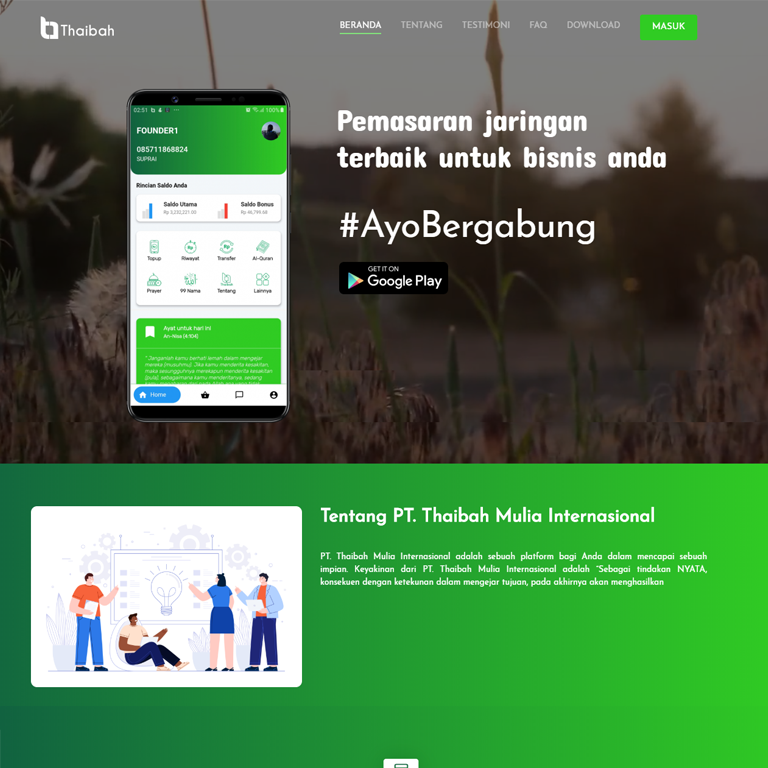 Thaibah
BERANDA
TENTANG
TESTIMONI
FAQ
DOWNLOAD
MASUK
02:51
100%
FOUNDER1
085711868824
SUPRAI
Rincian Saldo Anda
Saldo Utama
Rp 3,232,221.00
Saldo Bonus
Rp 46,799.68
Topup
Riwayat
Transfer
Al-Quran
Prayer
99 Nama
Tentang
Lainnya
Ayat untuk hari ini
An-Nisa [4:104]
"Janganlah kamu berhati lemah dalam mengejar
mereka (musuhmu). Jika kamu menderita kesakitan,
maka sesungguhnya merekapun menderita kesakitan
(pula), sebagaimana kamu menderitanya, sedang
Home
Pemasaran jaringan
terbaik untuk bisnis anda
#AyoBergabung
GET IT ON
Google Play
Tentang PT. Thaibah Mulia Internasional
PT. Thaibah Mulia Internasional adalah sebuah platform bagi Anda dalam mencapai sebuah
impian. Keyakinan dari PT. Thaibah Mulia Internasional adalah "Sebagai tindakan NYATA,
konsekuen dengan ketekunan dalam mengejar tujuan, pada akhirnya akan menghasilkan